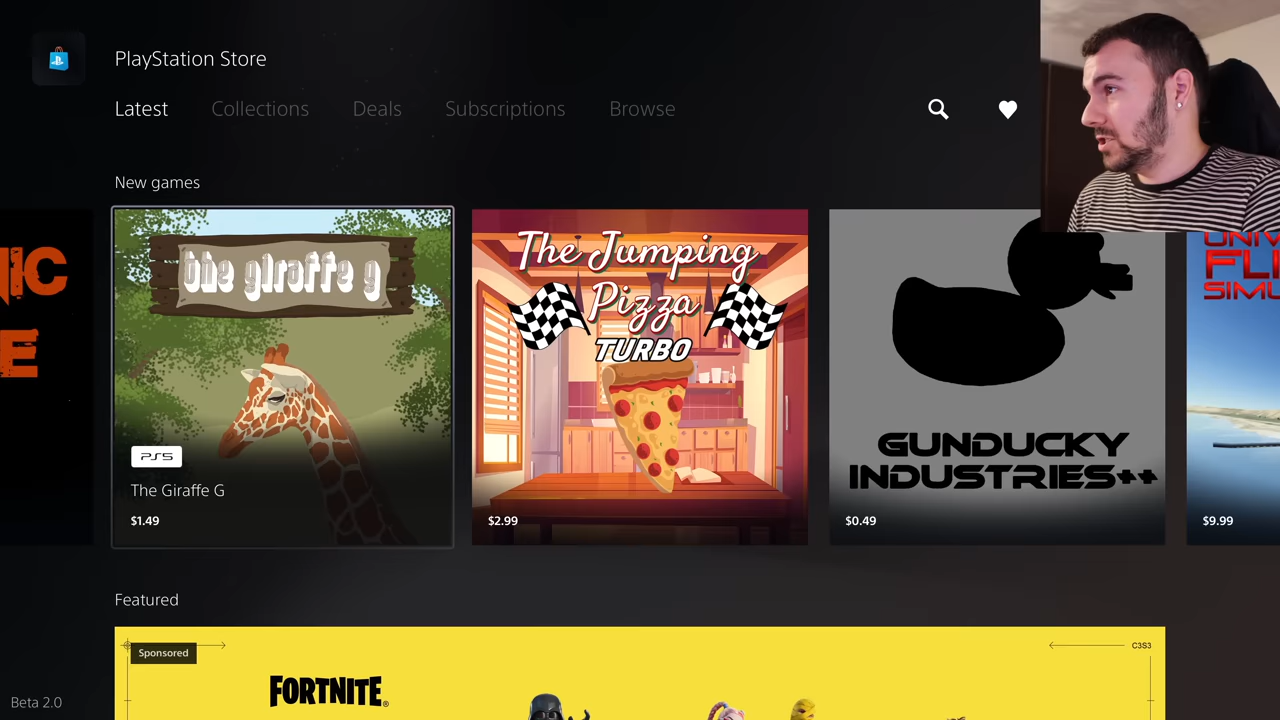 PlayStation Store
Latest
Collections
Deals
Subscriptions
Browse
New games
the giraffe g
PS5
The Giraffe G
$1.49
The Jumping
Pizza
TURBO
$2.99
GUNDUCKY
INDUSTRIES++
$0.49
$9.99
Featured
Sponsored
C3S3
FORTNITE
Beta 2.0